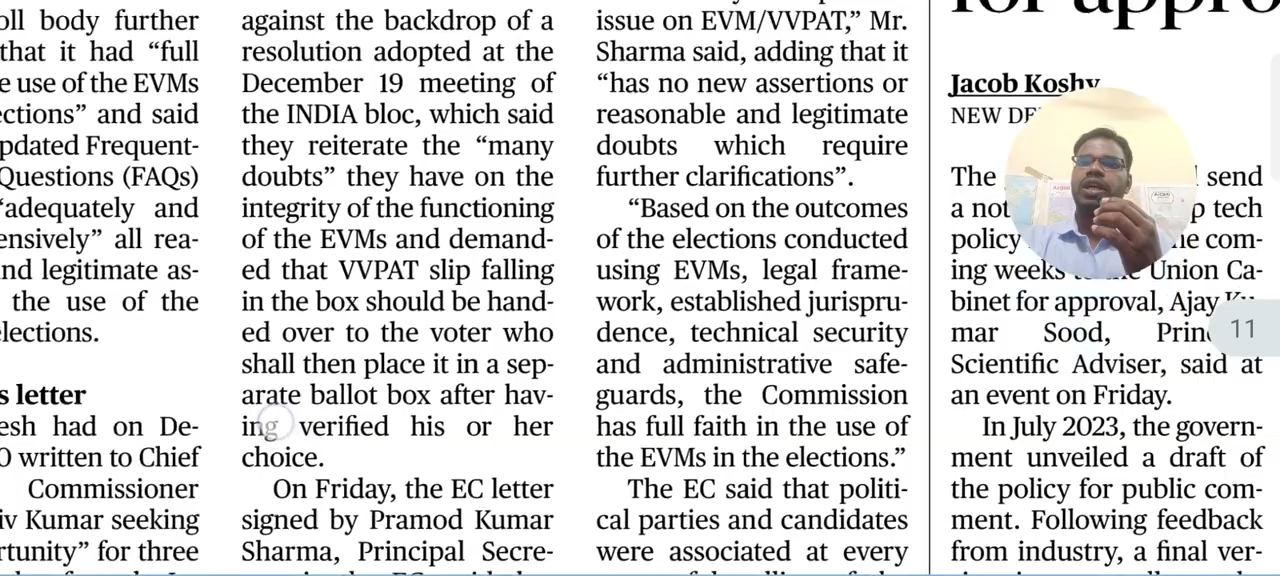 oll body further
that it had “full
e use of the EVMs
ections” and said
pdated Frequent-
Questions (FAQs)
“adequately and
ensively” all rea-
nd legitimate as-
the use of the
elections.
s letter
esh had on De-
0 written to Chief
Commissioner
iv Kumar seeking
rtunity” for three
against the backdrop of a
resolution adopted at the
December 19 meeting of
the INDIA bloc, which said
they reiterate the “many
doubts” they have on the
integrity of the functioning
of the EVMs and demand-
ed that VVPAT slip falling
in the box should be hand-
ed over to the voter who
shall then place it in a sep-
arate ballot box after hav-
ing verified his or her
choice.
On Friday, the EC letter
signed by Pramod Kumar
Sharma, Principal Secre-
issue on EVM/VVPAT,” Mr.
Sharma said, adding that it
“has no new assertions or
reasonable and legitimate
doubts which require
further clarifications”.
“Based on the outcomes
of the elections conducted
using EVMs, legal frame-
work, established jurispru-
dence, technical security
and administrative safe-
guards, the Commission
has full faith in the use of
the EVMs in the elections.”
The EC said that politi-
cal parties and candidates
were associated at every
for appro
Jacob Koshy
NEW DE
The send
a not p tech
policy e com-
ing weeks Union Ca-
binet for approval, Ajay Ku-
mar Sood, Princ
Scientific Adviser, said at
an event on Friday.
In July 2023, the govern-
ment unveiled a draft of
the policy for public com-
ment. Following feedback
from industry, a final ver-
11